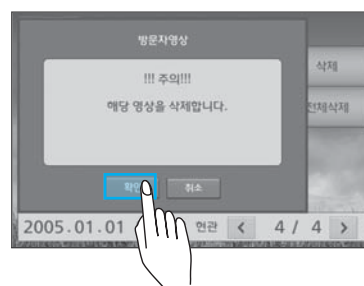 방문자영상
!!! 주의!!!
해당 영상을 삭제합니다.
삭제
전체삭제
확인
취소
2005.01.01
현관 < 4 / 4 >